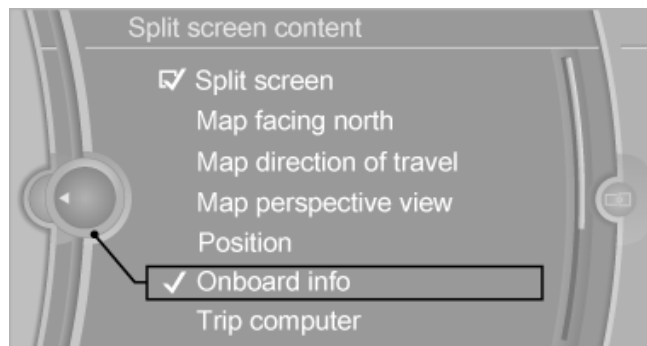 Split screen content
Split screen
Map facing north
Map direction of travel
Map perspective view
Position
Onboard info
Trip computer